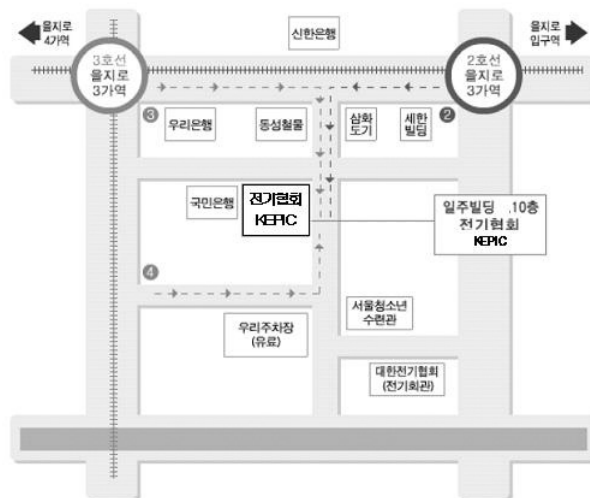 을지로
4가역
신한은행
을지로
입구역
3호선
을지로
3가역
2호선
을지로
3가역
3
우리은행
동성철물
삼화
도기
세한
빌딩
2
국민은행
전기협회
KEPIC
일주빌딩 .10층
전기협회
KEPIC
4
우리주차장
(유료)
서울청소년
수련관
대한전기협회
(전기회관)